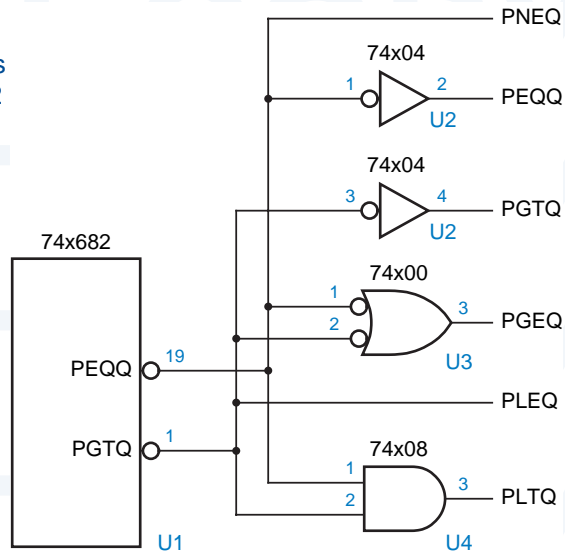 PNEQ
s
2
74x04
1
2
PEQQ
U2
74x04
3
4
PGTQ
U2
74x682
74x00
1
2
3
PGEQ
U3
PEQQ
19
PLEQ
PGTQ
1
74x08
1
2
3
PLTQ
U1
U4